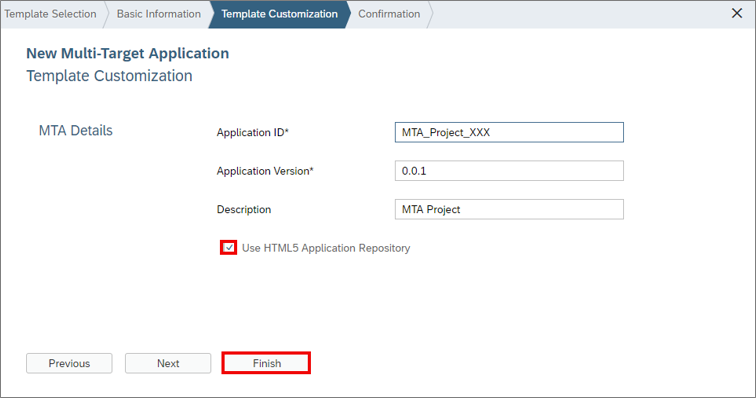 Template Selection Basic Information Template Customization Confirmation
New Multi-Target Application
Template Customization
MTA Details
Application ID* MTA_Project_XXX
Application Version* 0.0.1
Description MTA Project
Use HTML5 Application Repository
Previous Next Finish